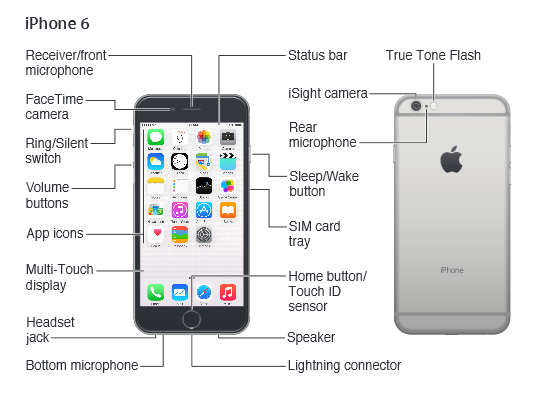 iPhone 6
Receiver/front
microphone
Status bar
True Tone Flash
FaceTime
camera
iSight camera
Ring/Silent
switch
Rear
microphone
Volume
buttons
Sleep/Wake
button
App icons
SIM card
tray
Multi-Touch
display
Home button/
Touch ID
sensor
iPhone
Headset
jack
Speaker
Bottom microphone
Lightning connector